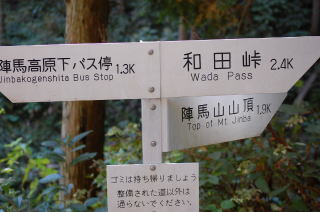 陣馬高原下バス停 1.3K
Jinbakogenshita Bus Stop
和田峠 2.4K
Wada Pass
陣馬山山頂 1.9K
Top of Mt.Jinba
ゴミは持ち帰りましょう
整備された道以外は
通らないでください。